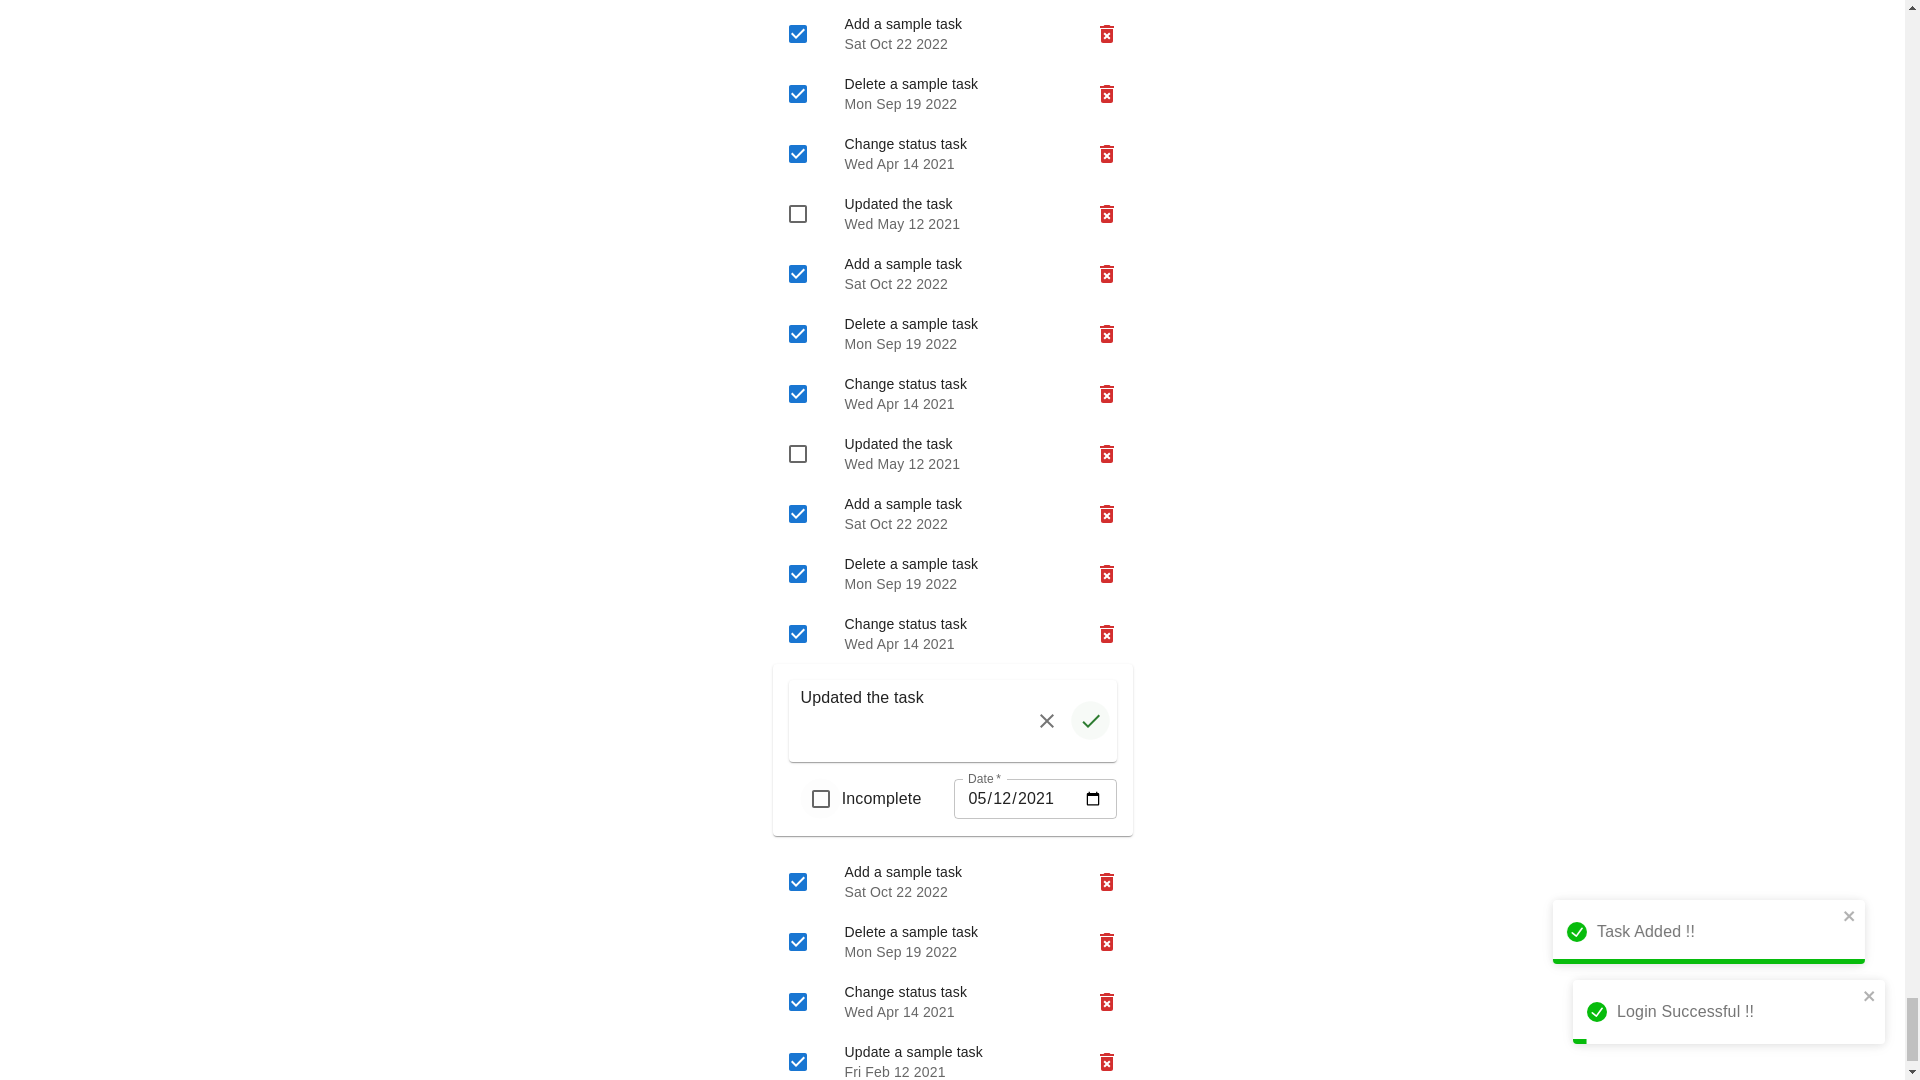 Add a sample task
Sat Oct 22 2022
Delete a sample task
Mon Sep 19 2022
Change status task
Wed Apr 14 2021
Updated the task
Wed May 12 2021
Add a sample task
Sat Oct 22 2022
Delete a sample task
Mon Sep 19 2022
Change status task
Wed Apr 14 2021
Updated the task
Wed May 12 2021
Add a sample task
Sat Oct 22 2022
Delete a sample task
Mon Sep 19 2022
Change status task
Wed Apr 14 2021
Updated the task
Incomplete
Date *
05/12/2021
Add a sample task
Sat Oct 22 2022
Delete a sample task
Mon Sep 19 2022
Change status task
Wed Apr 14 2021
Update a sample task
Fri Feb 12 2021
Task Added !!
Login Successful !!